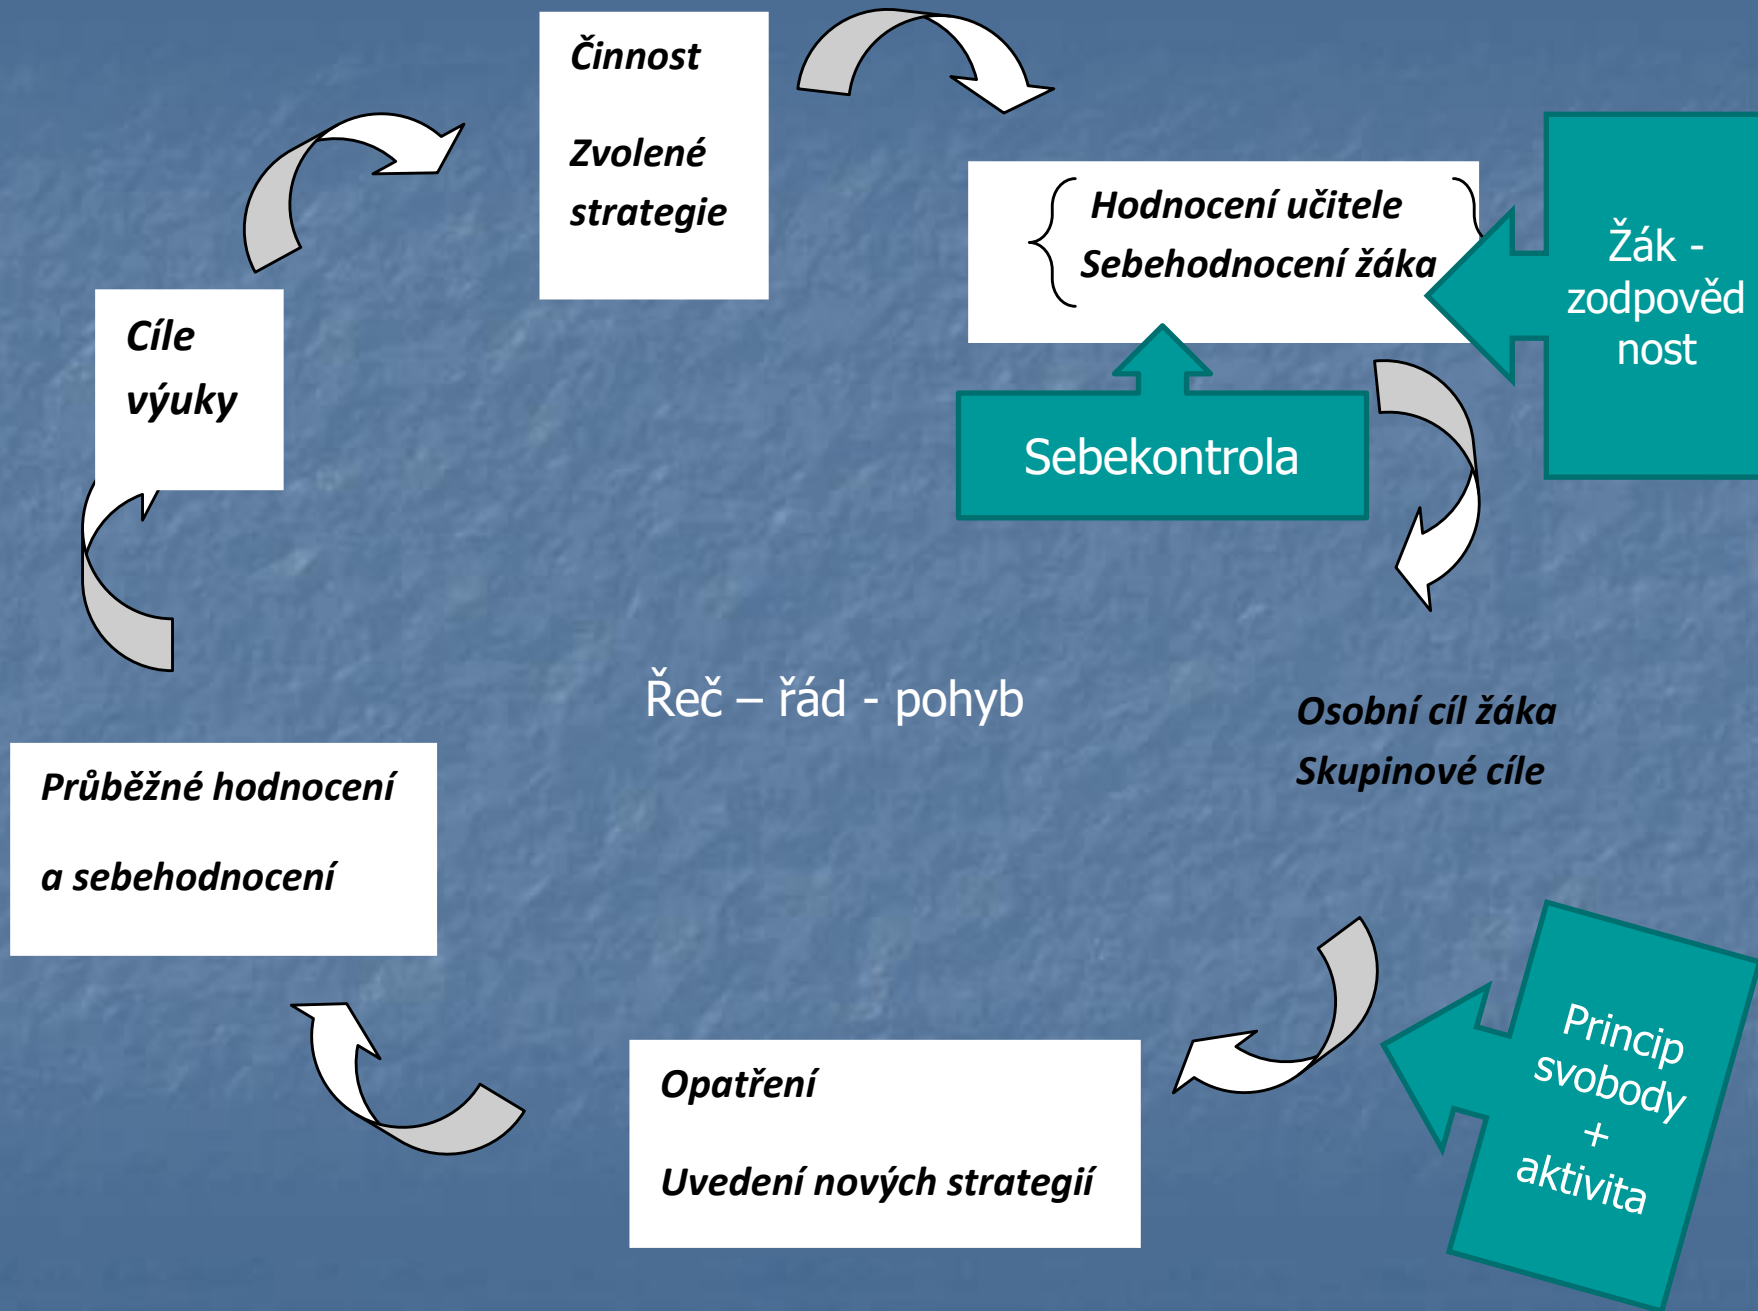 Činnost
Zvolené
strategie
Hodnocení učitele
Sebehodnocení žáka
Žák -
zodpověd
nost
Cíle
výuky
Sebekontrola
Řeč – řád - pohyb
Osobní cíl žáka
Skupinové cíle
Průběžné hodnocení
a sebehodnocení
Opatření
Uvedení nových strategií
Princip
svobody
+
aktivita